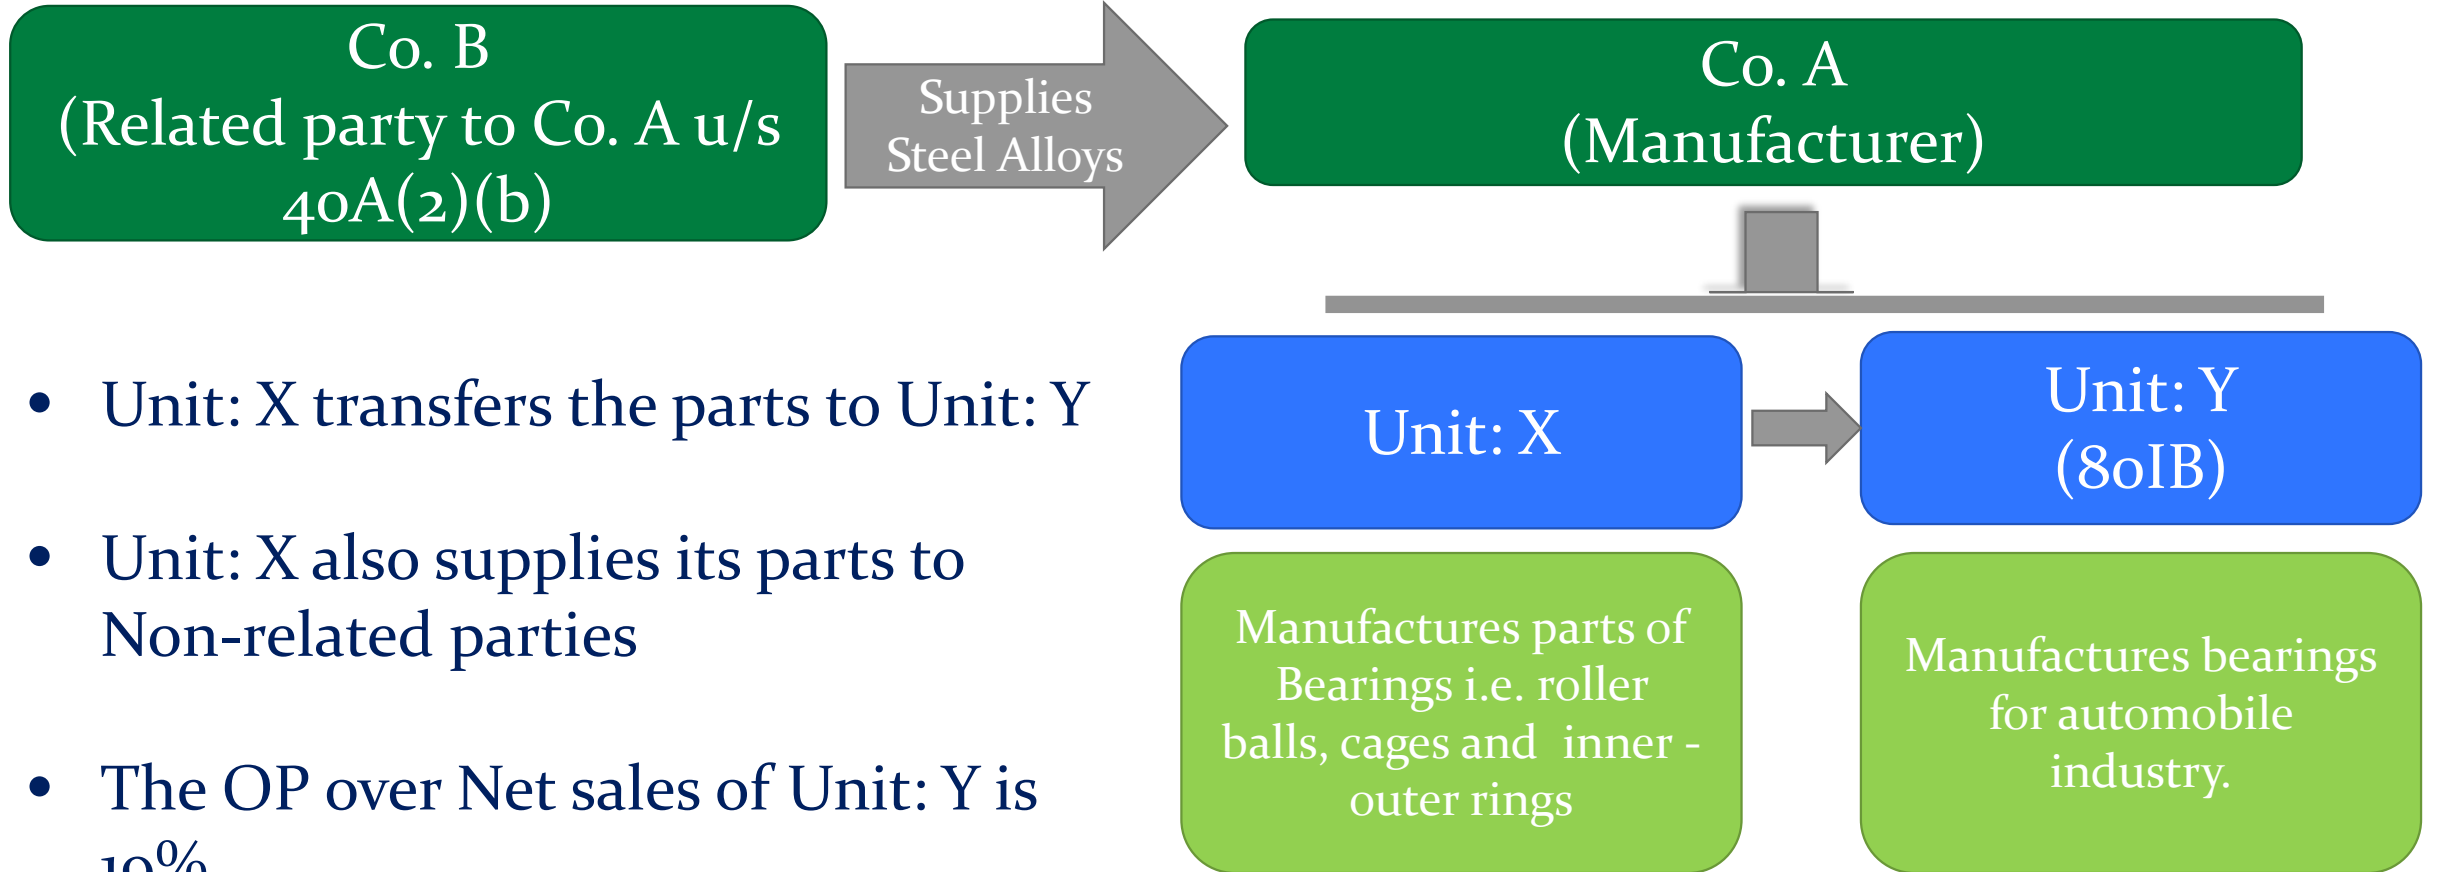 Co. B
(Related party to Co. A u/s
40A(2)(b)
Supplies
Steel Alloys
Co. A
(Manufacturer)
• Unit: X transfers the parts to Unit: Y
• Unit: X also supplies its parts to
Non-related parties
• The OP over Net sales of Unit: Y is
Unit: X
Unit: Y
(80IB)
Manufactures parts of
Bearings i.e. roller
balls, cages and inner -
outer rings
Manufactures bearings
for automobile
industry.